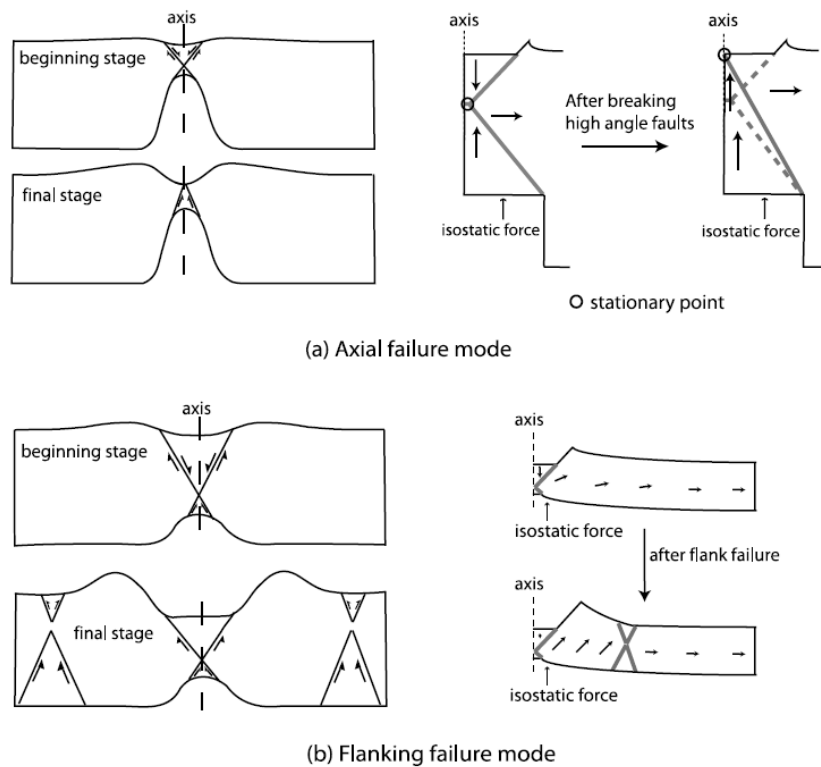 axis
beginning stage
final stage
axis
After breaking
high angle faults
axis
isostatic force
isostatic force
stationary point
(a) Axial failure mode
axis
beginning stage
final stage
axis
isostatic force
after flank failure
axis
isostatic force
(b) Flanking failure mode